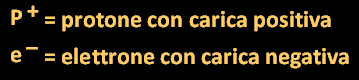 P⁺ = protone con carica positiva
e⁻ = elettrone con carica negativa